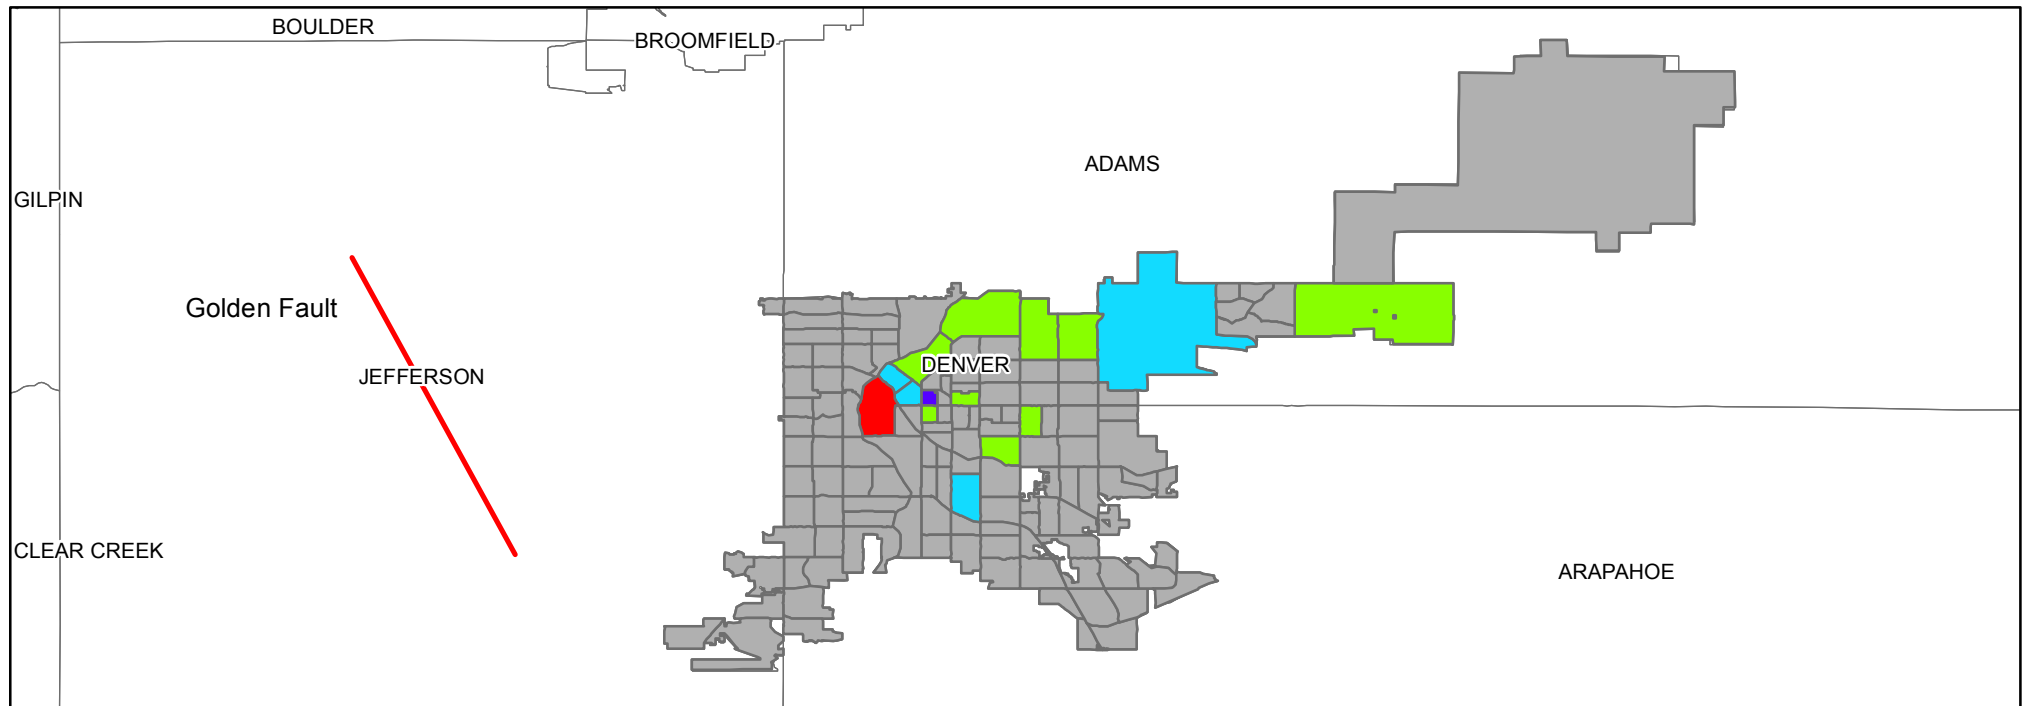 BOULDER
BROOMFIELD
ADAMS
GILPIN
Golden Fault
DENVER
JEFFERSON
CLEAR CREEK
ARAPAHOE